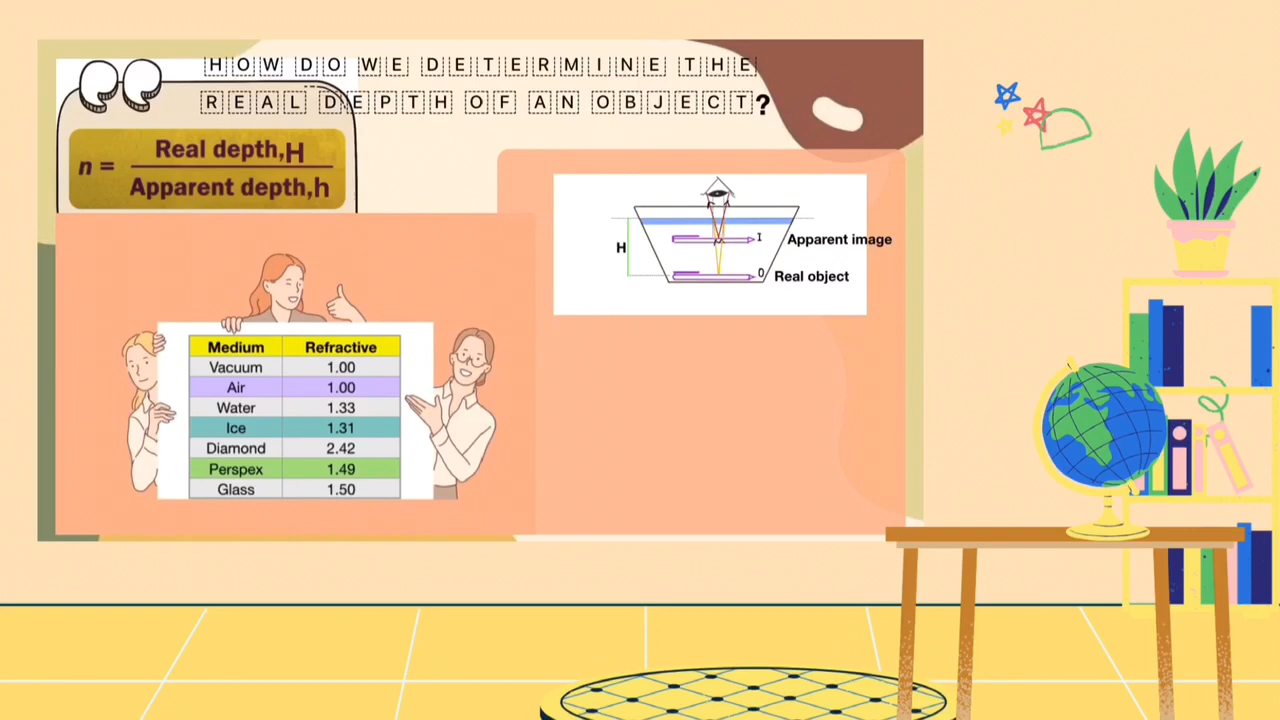 HOW DO WE DETERMINE THE
REAL DEPTH OF AN OBJECT?
n = Real depth,H
Apparent depth,h
H
I
Apparent image
O
Real object
Medium Refractive
Vacuum 1.00
Air 1.00
Water 1.33
Ice 1.31
Diamond 2.42
Perspex 1.49
Glass 1.50